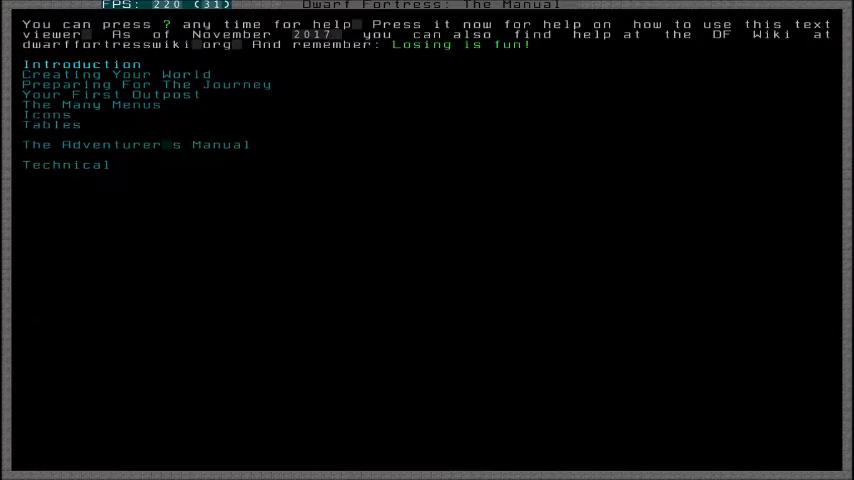 FPS: 220 (31) Dwarf Fortress: The Manual
You can press ? any time for help Press it now for help on how to use this text
viewer As of November 2017 you can also find help at the DF Wiki at
dwarffortresswiki org And remember: Losing is fun!
Introduction
Creating Your World
Preparing For The Journey
Your First Outpost
The Many Menus
Icons
Tables
The Adventurer s Manual
Technical